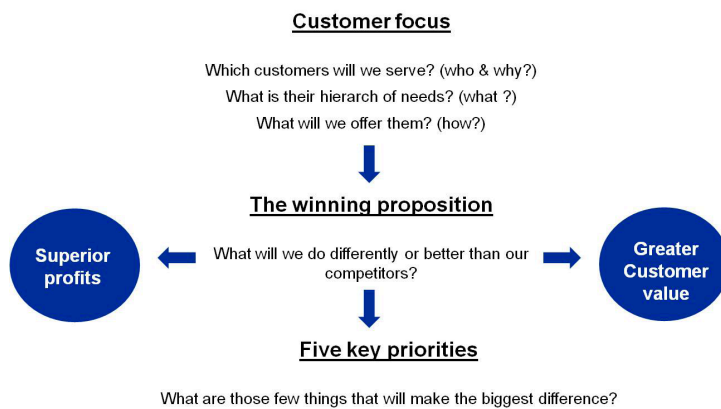 Customer focus
Which customers will we serve? (who & why?)
What is their hierarch of needs? (what ?)
What will we offer them? (how?)
The winning proposition
Superior
profits
What will we do differently or better than our
competitors?
Greater
Customer
value
Five key priorities
What are those few things that will make the biggest difference?